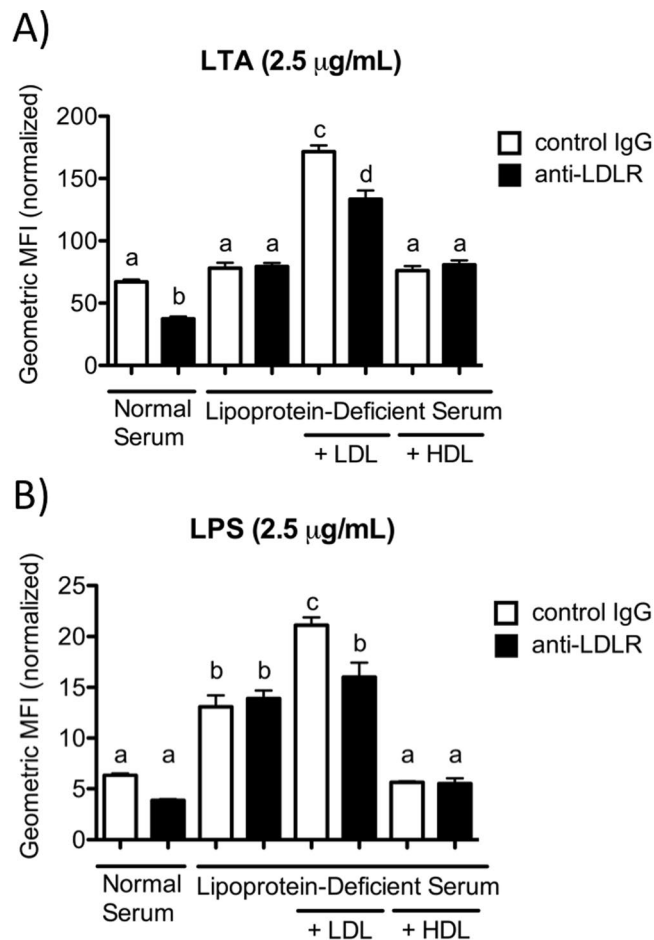 A)
LTA (2.5 μg/mL)
Geometric MFI (normalized)
200
150
100
50
0
a
b
a
a
c
d
a
a
control IgG
anti-LDLR
Normal
Serum
Lipoprotein-Deficient Serum
+ LDL
+ HDL
B)
LPS (2.5 μg/mL)
Geometric MFI (normalized)
25
20
15
10
5
0
a
a
b
b
c
b
a
a
control IgG
anti-LDLR
Normal
Serum
Lipoprotein-Deficient Serum
+ LDL
+ HDL